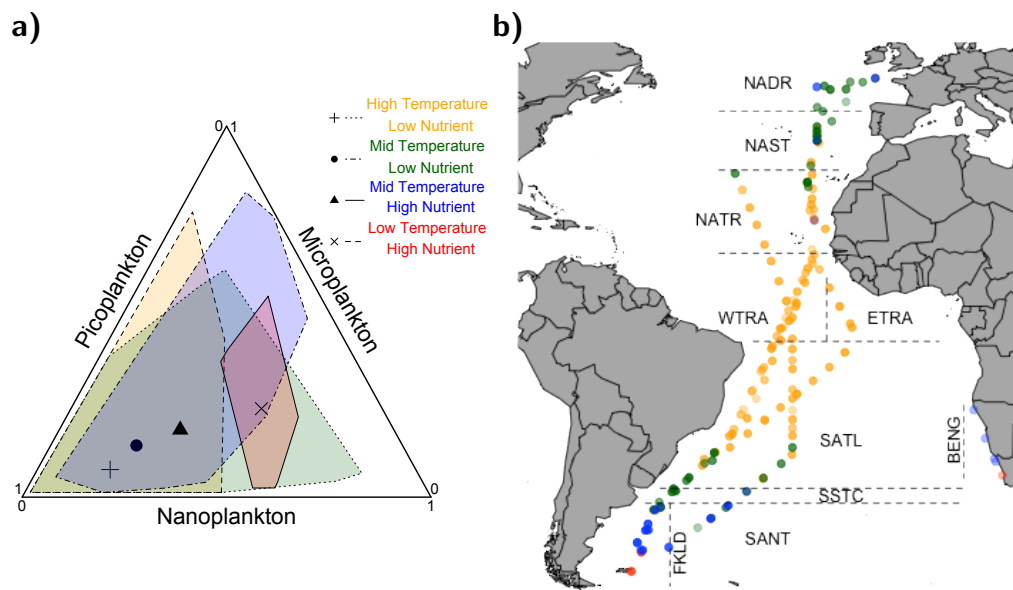 a)
High Temperature
Low Nutrient
Mid Temperature
Low Nutrient
Mid Temperature
High Nutrient
Low Temperature
High Nutrient
0 1
Picoplankton
Microplankton
1
0
0
1
Nanoplankton
b)
NADR
NAST
NATR
WTRA
ETRA
SATL
BENG
SSTC
FKLD
SANT